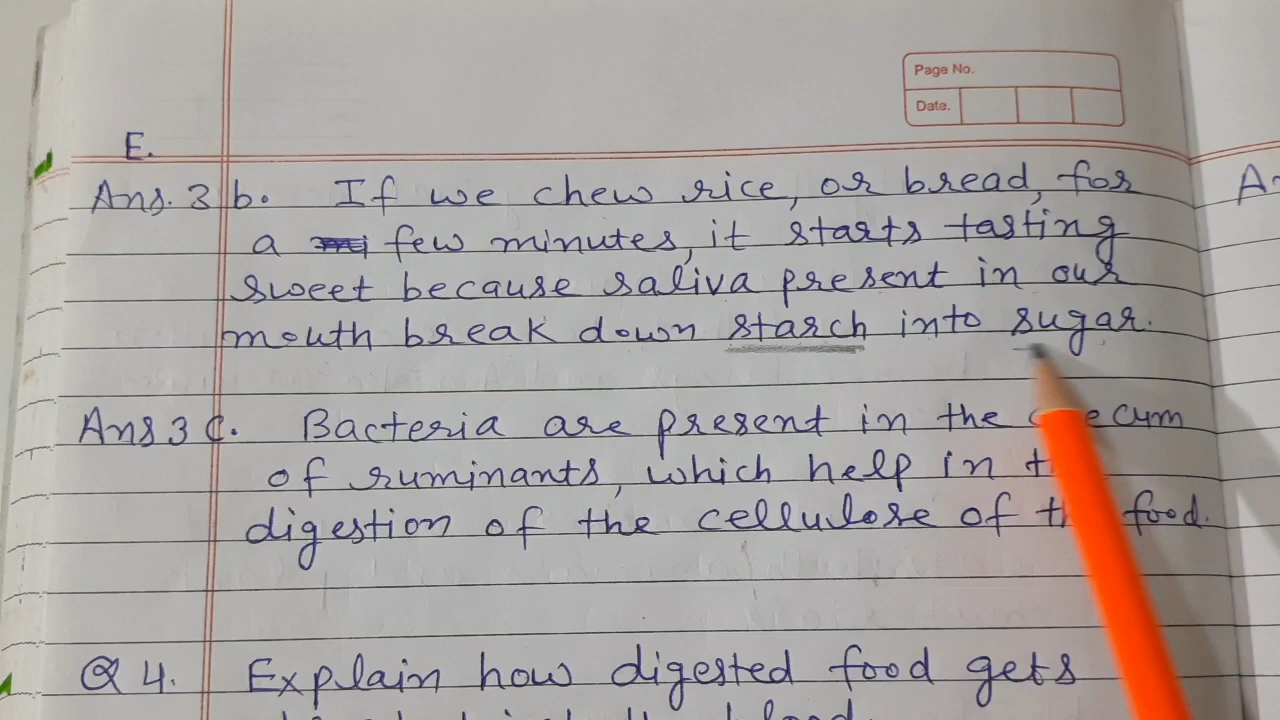 Page No.
Date.
E.
Ans. 3 b. If we chew rice, or bread, for
a few minutes, it starts tasting
sweet because saliva present in our
mouth break down starch into sugar.
Ans 3 c. Bacteria are present in the
of ruminants, which help in
digestion of the cellulose of food.
Q 4. Explain how digested food gets